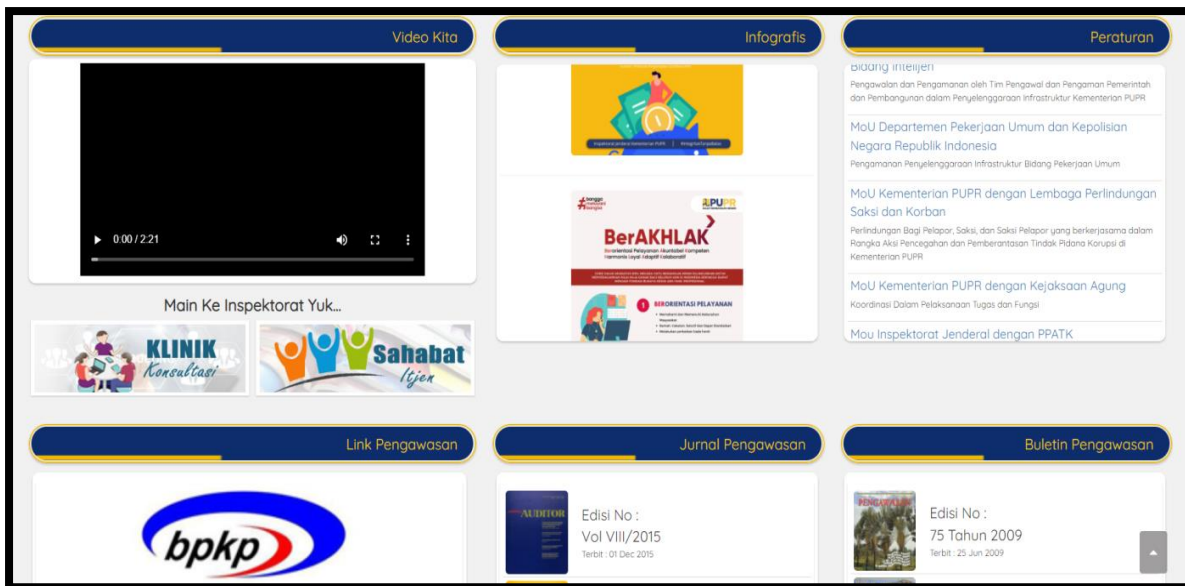 Video Kita
0:00 / 2:21
Main Ke Inspektorat Yuk...
KLINIK
Konsultasi
Sahabat
Itjen
Infografis
#bangga
melayani
bangsa
PUPR
BerAKHLAK
Berorientasi Pelayanan Akuntabel Kompeten
Harmonis Loyal Adaptif Kolaboratif
1 BERORIENTASI PELAYANAN
Peraturan
Bidang Intelijen
Pengawalan dan Pengamanan oleh Tim Pengawal dan Pengaman Pemerintah
dan Pembangunan dalam Penyelenggaraan Infrastruktur Kementerian PUPR
MoU Departemen Pekerjaan Umum dan Kepolisian
Negara Republik Indonesia
Pengamanan Penyelenggaraan Infrastruktur Bidang Pekerjaan Umum
MoU Kementerian PUPR dengan Lembaga Perlindungan
Saksi dan Korban
Perlindungan Bagi Pelapor, Saksi, dan Saksi Pelapor yang berkerjasama dalam
Rangka Aksi Pencegahan dan Pemberantasan Tindak Pidana Korupsi di
Kementerian PUPR
MoU Kementerian PUPR dengan Kejaksaan Agung
Koordinasi Dalam Pelaksanaan Tugas dan Fungsi
Mou Inspektorat Jenderal dengan PPATK
Link Pengawasan
bpkp
Jurnal Pengawasan
AUDITOR
Edisi No :
Vol VIII/2015
Terbit : 01 Dec 2015
Buletin Pengawasan
PENGAWASAN
Edisi No :
75 Tahun 2009
Terbit : 25 Jun 2009